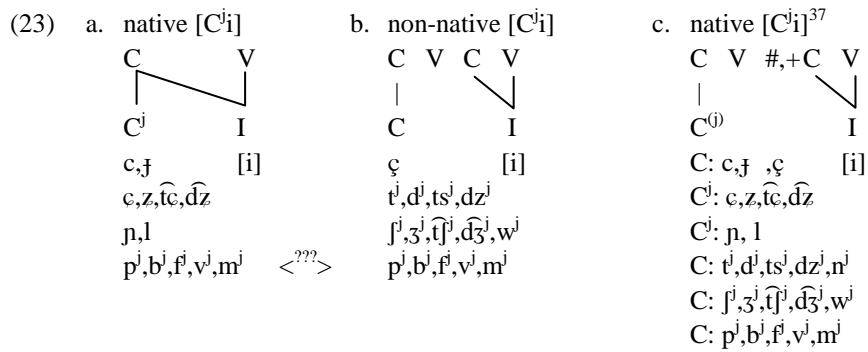 (23) a. native [Cʲi] b. non-native [Cʲi] c. native [Cʲi]³⁷
C V C V C V C V #,+C V
Cʲ I C I C⁽ʲ⁾ I
c,ɟ [i] ç [i] C: c,ɟ ,ç [i]
ɕ,ʑ,t͡ɕ,d͡ʑ tʲ,dʲ,tsʲ,dzʲ Cʲ: ɕ,ʑ,t͡ɕ,d͡ʑ
ɲ,l ʃʲ,ʒʲ,t͡ʃʲ,d͡ʒʲ,wʲ Cʲ: ɲ, l
pʲ,bʲ,fʲ,vʲ,mʲ <???> pʲ,bʲ,fʲ,vʲ,mʲ C: tʲ,dʲ,tsʲ,dzʲ,nʲ
C: ʃʲ,ʒʲ,t͡ʃʲ,d͡ʒʲ,wʲ
C: pʲ,bʲ,fʲ,vʲ,mʲ